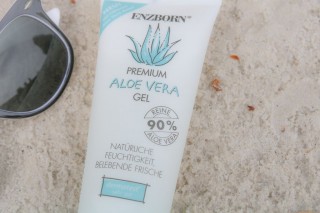 ENZBORN®
PREMIUM
ALOE VERA
GEL
REINE
90%
ALOE VERA
NATÜRLICHE
FEUCHTIGKEIT,
BELEBENDE FRISCHE